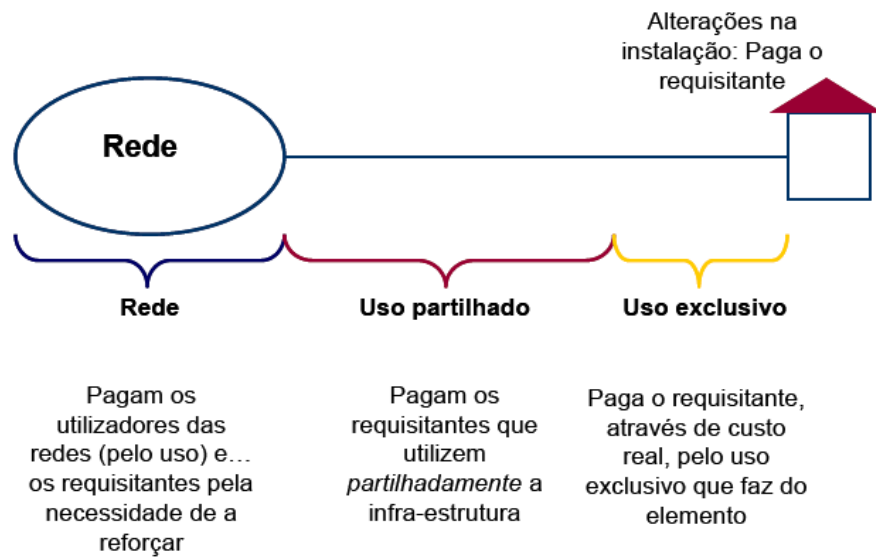 Alterações na
instalação: Paga o
requisitante
Rede
Rede
Uso partilhado
Uso exclusivo
Pagam os
utilizadores das
redes (pelo uso) e…
os requisitantes pela
necessidade de a
reforçar
Pagam os
requisitantes que
utilizem
partilhadamente a
infra-estrutura
Paga o requisitante,
através de custo
real, pelo uso
exclusivo que faz do
elemento